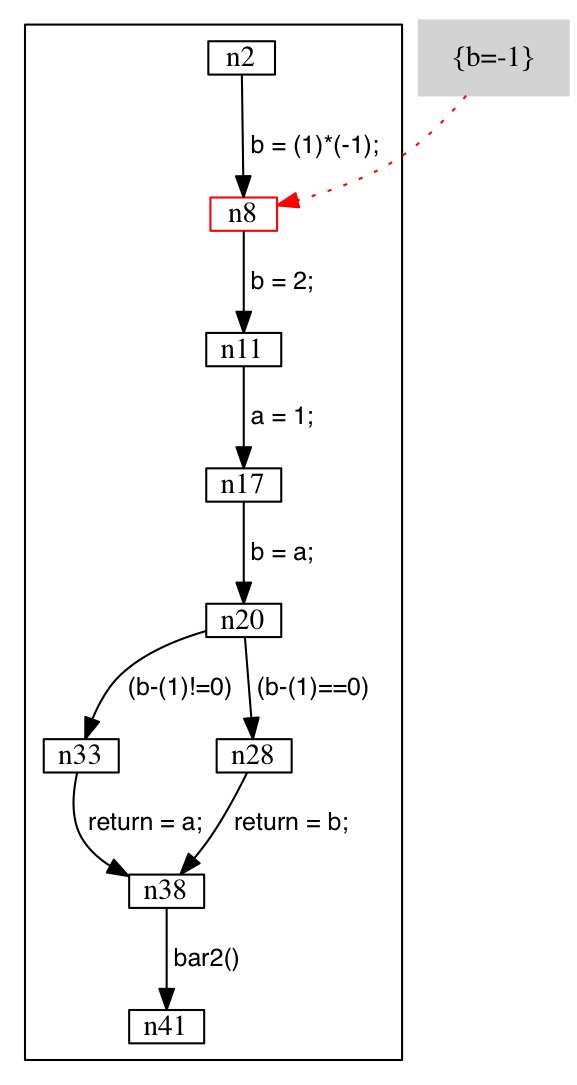 n2
{b=-1}
b = (1)*(-1);
n8
b = 2;
n11
a = 1;
n17
b = a;
n20
(b-(1)!=0)
(b-(1)==0)
n33
n28
return = a;
return = b;
n38
bar2()
n41